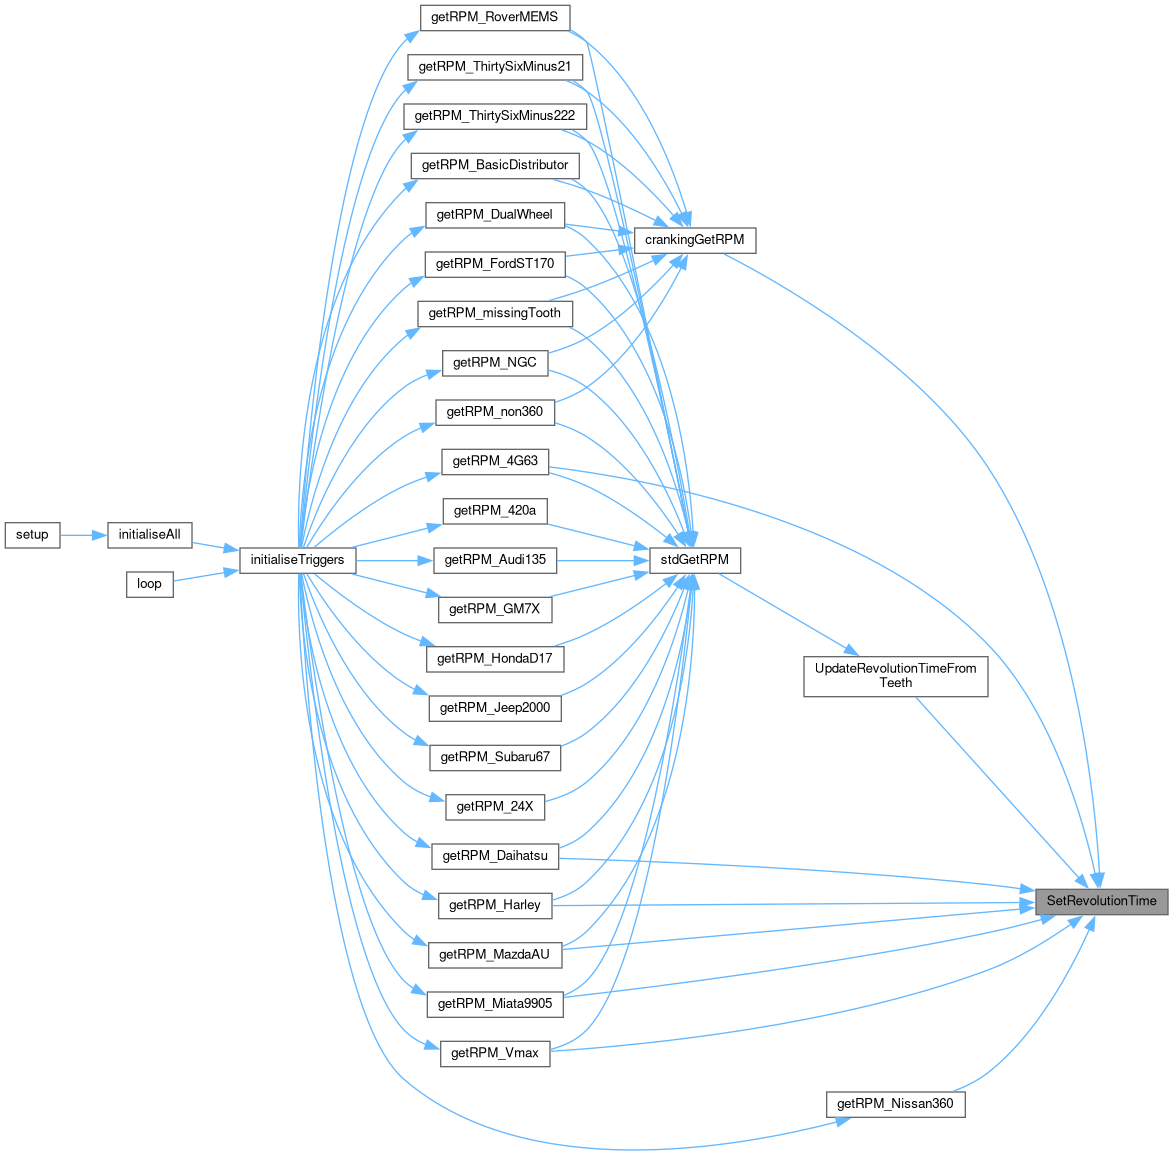 getRPM_RoverMEMS
getRPM_ThirtySixMinus21
getRPM_ThirtySixMinus222
getRPM_BasicDistributor
getRPM_DualWheel
crankingGetRPM
getRPM_FordST170
getRPM_missingTooth
getRPM_NGC
getRPM_non360
getRPM_4G63
getRPM_420a
setup
initialiseAll
initialiseTriggers
getRPM_Audi135
stdGetRPM
loop
getRPM_GM7X
getRPM_HondaD17
UpdateRevolutionTimeFrom
Teeth
getRPM_Jeep2000
getRPM_Subaru67
getRPM_24X
getRPM_Daihatsu
getRPM_Harley
SetRevolutionTime
getRPM_MazdaAU
getRPM_Miata9905
getRPM_Vmax
getRPM_Nissan360